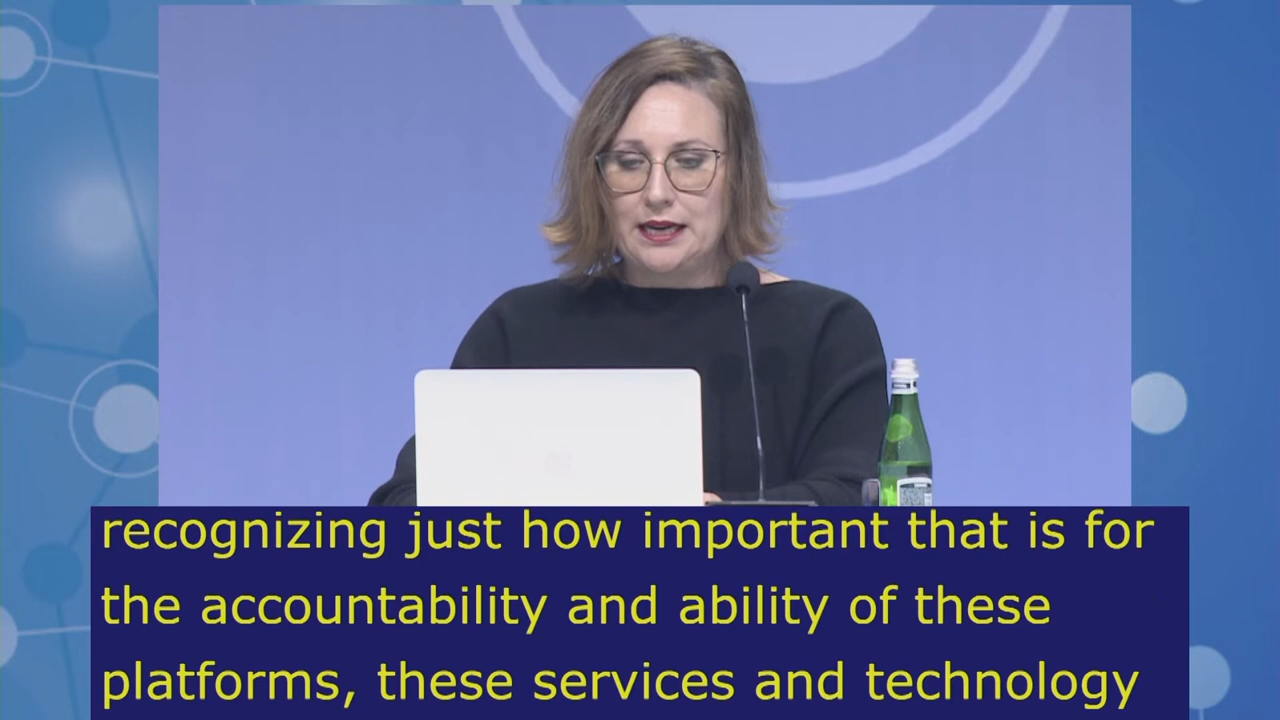 recognizing just how important that is for
the accountability and ability of these
platforms, these services and technology